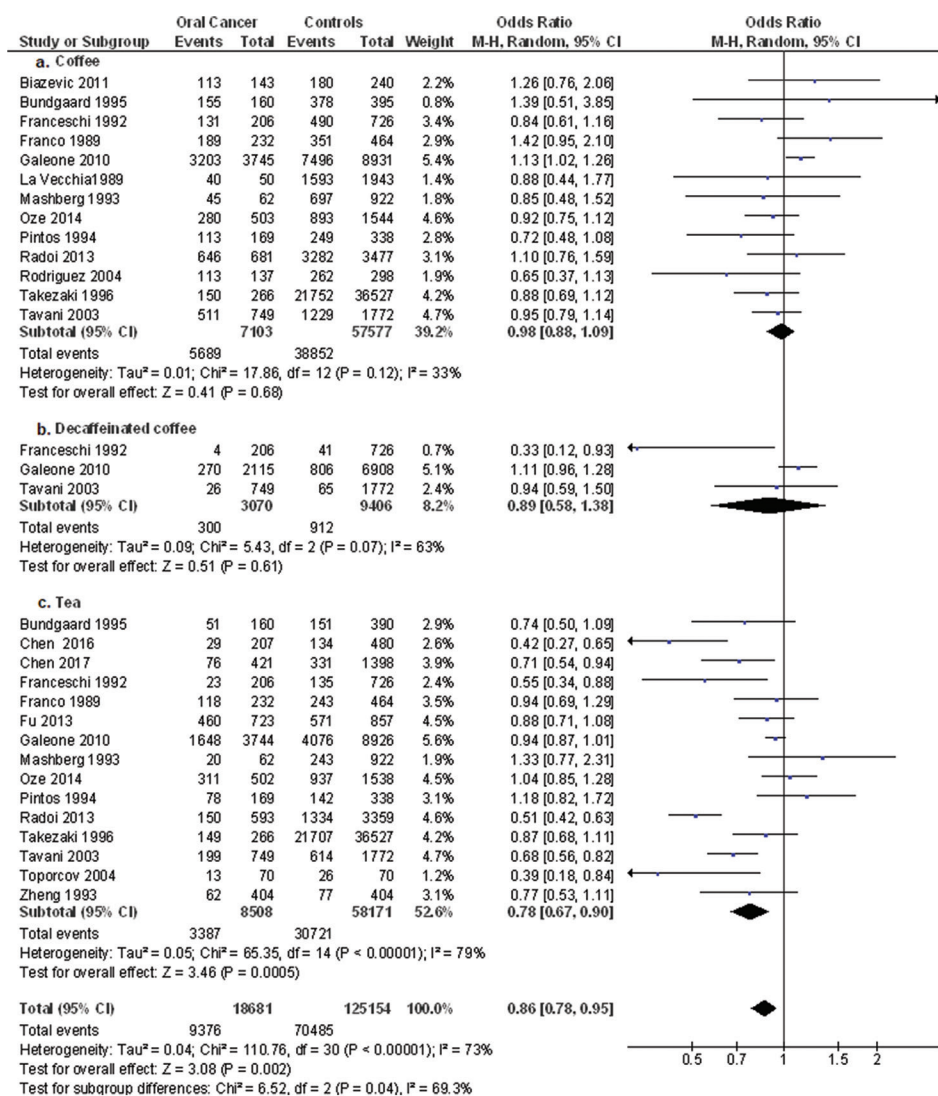 Oral Cancer Controls Odds Ratio Odds Ratio
Study or Subgroup Events Total Events Total Weight M-H, Random, 95% CI M-H, Random, 95% CI
a. Coffee
Biazevic 2011 113 143 180 240 2.2% 1.26 [0.76, 2.06]
Bundgaard 1995 155 160 378 395 0.8% 1.39 [0.51, 3.85]
Franceschi 1992 131 206 490 726 3.4% 0.84 [0.61, 1.16]
Franco 1989 189 232 351 464 2.9% 1.42 [0.95, 2.10]
Galeone 2010 3203 3745 7496 8931 5.4% 1.13 [1.02, 1.26]
La Vecchia1989 40 50 1593 1943 1.4% 0.88 [0.44, 1.77]
Mashberg 1993 45 62 697 922 1.8% 0.85 [0.48, 1.52]
Oze 2014 280 503 893 1544 4.6% 0.92 [0.75, 1.12]
Pintos 1994 113 169 249 338 2.8% 0.72 [0.48, 1.08]
Radoi 2013 646 681 3282 3477 3.1% 1.10 [0.76, 1.59]
Rodriguez 2004 113 137 262 298 1.9% 0.65 [0.37, 1.13]
Takezaki 1996 150 266 21752 36527 4.2% 0.88 [0.69, 1.12]
Tavani 2003 511 749 1229 1772 4.7% 0.95 [0.79, 1.14]
Subtotal (95% CI) 7103 57577 39.2% 0.98 [0.88, 1.09]
Total events 5689 38852
Heterogeneity: Tau² = 0.01; Chi² = 17.86, df = 12 (P = 0.12); I² = 33%
Test for overall effect: Z = 0.41 (P = 0.68)
b. Decaffeinated coffee
Franceschi 1992 4 206 41 726 0.7% 0.33 [0.12, 0.93]
Galeone 2010 270 2115 806 6908 5.1% 1.11 [0.96, 1.28]
Tavani 2003 26 749 65 1772 2.4% 0.94 [0.59, 1.50]
Subtotal (95% CI) 3070 9406 8.2% 0.89 [0.58, 1.38]
Total events 300 912
Heterogeneity: Tau² = 0.09; Chi² = 5.43, df = 2 (P = 0.07); I² = 63%
Test for overall effect: Z = 0.51 (P = 0.61)
c. Tea
Bundgaard 1995 51 160 151 390 2.9% 0.74 [0.50, 1.09]
Chen 2016 29 207 134 480 2.6% 0.42 [0.27, 0.65]
Chen 2017 76 421 331 1398 3.9% 0.71 [0.54, 0.94]
Franceschi 1992 23 206 135 726 2.4% 0.55 [0.34, 0.88]
Franco 1989 118 232 243 464 3.5% 0.94 [0.69, 1.29]
Fu 2013 460 723 571 857 4.5% 0.88 [0.71, 1.08]
Galeone 2010 1648 3744 4076 8926 5.6% 0.94 [0.87, 1.01]
Mashberg 1993 20 62 243 922 2.0% 1.33 [0.77, 2.31]
Oze 2014 311 502 937 1538 4.6% 1.04 [0.85, 1.28]
Pintos 1994 78 169 142 338 3.1% 1.18 [0.82, 1.72]
Radoi 2013 150 593 1334 3359 4.6% 0.51 [0.42, 0.63]
Takezaki 1996 149 266 21707 36527 4.2% 0.87 [0.68, 1.11]
Tavani 2003 199 749 614 1772 4.7% 0.68 [0.56, 0.82]
Toporcov 2004 13 70 26 70 1.2% 0.39 [0.18, 0.84]
Zheng 1993 62 404 77 404 3.1% 0.77 [0.53, 1.11]
Subtotal (95% CI) 8508 58171 52.6% 0.78 [0.67, 0.90]
Total events 3387 30721
Heterogeneity: Tau² = 0.05; Chi² = 65.35, df = 14 (P < 0.00001); I² = 79%
Test for overall effect: Z = 3.46 (P = 0.0005)
Total (95% CI) 18681 125154 100.0% 0.86 [0.78, 0.95]
Total events 9376 70485
Heterogeneity: Tau² = 0.04; Chi² = 110.76, df = 30 (P < 0.00001); I² = 73%
Test for overall effect: Z = 3.08 (P = 0.002)
Test for subgroup differences: Chi² = 6.52, df = 2 (P = 0.04), I² = 69.3%
0.5 0.7 1 1.5 2